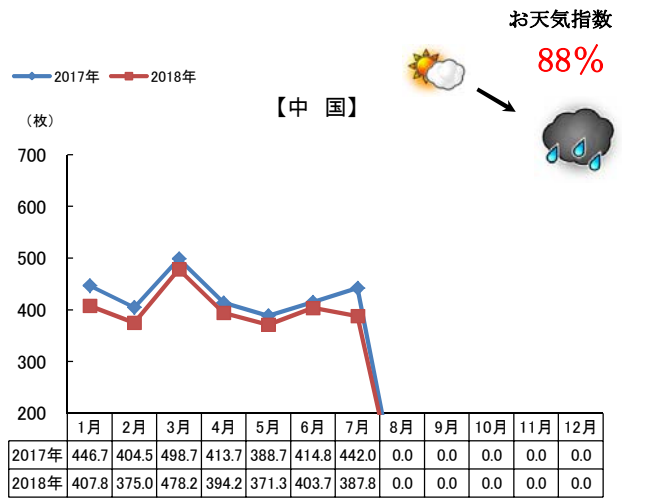 お天気指数
88%
2017年 2018年
【中 国】
（枚）
700
600
500
400
300
200
1月 2月 3月 4月 5月 6月 7月 8月 9月 10月 11月 12月
2017年 446.7 404.5 498.7 413.7 388.7 414.8 442.0 0.0 0.0 0.0 0.0 0.0
2018年 407.8 375.0 478.2 394.2 371.3 403.7 387.8 0.0 0.0 0.0 0.0 0.0